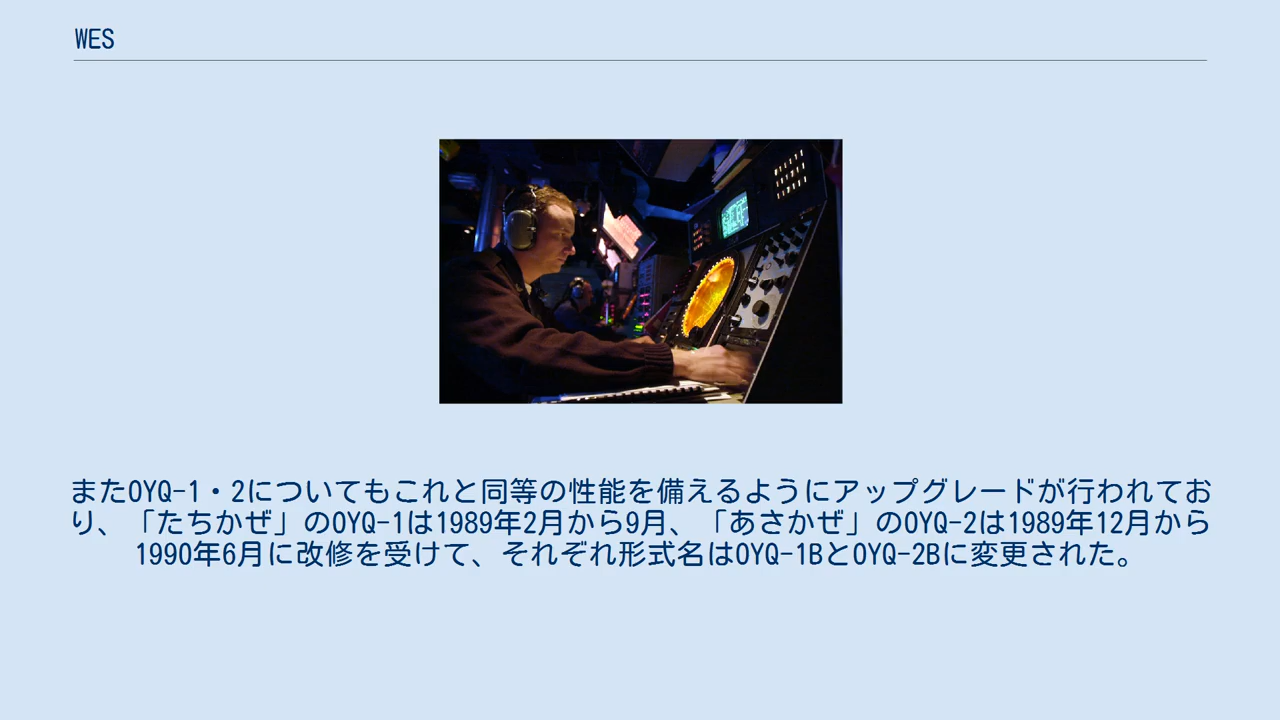 WES
またOYQ-1・2についてもこれと同等の性能を備えるようにアップグレードが行われてお
り、「たちかぜ」のOYQ-1は1989年2月から9月、「あさかぜ」のOYQ-2は1989年12月から
1990年6月に改修を受けて、それぞれ形式名はOYQ-1BとOYQ-2Bに変更された。